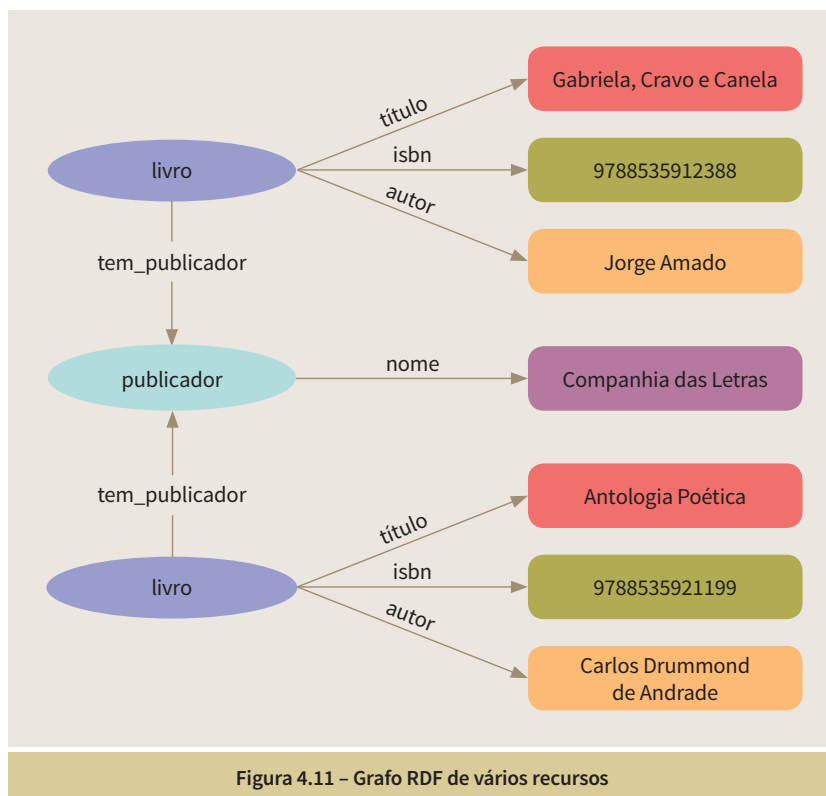 título
Gabriela, Cravo e Canela
livro
isbn
9788535912388
autor
Jorge Amado
tem_publicador
publicador
nome
Companhia das Letras
tem_publicador
título
Antologia Poética
livro
isbn
9788535921199
autor
Carlos Drummond
de Andrade
Figura 4.11 – Grafo RDF de vários recursos